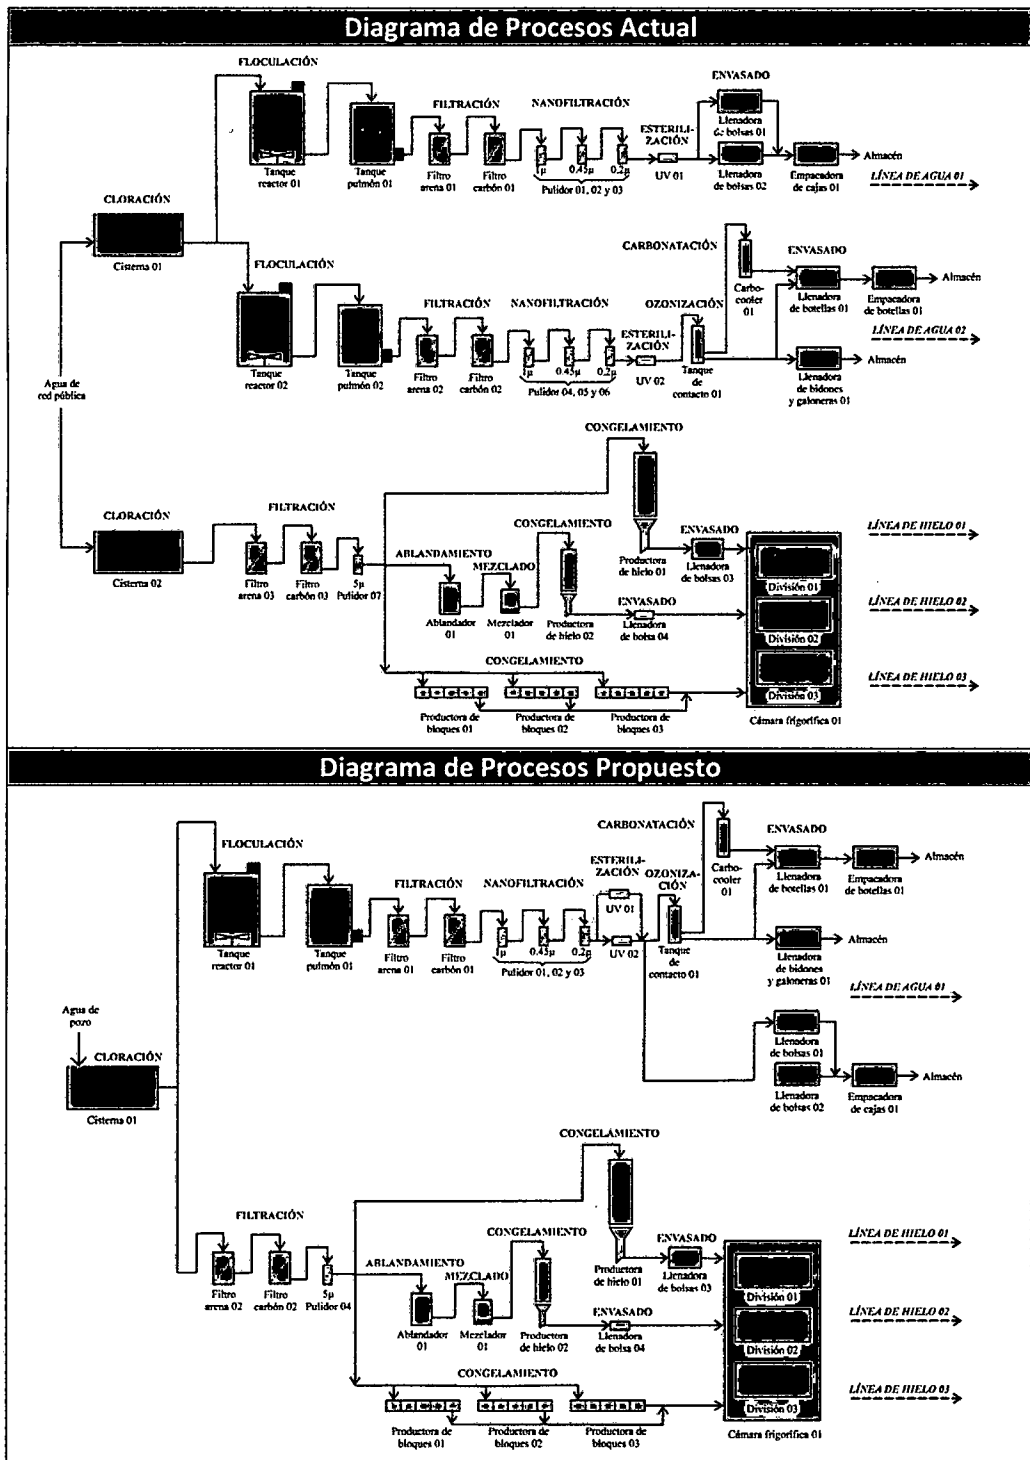 Diagrama de Procesos Actual
FLOCULACIÓN
Tanque
reactor 01
Tanque
pulmón 01
FILTRACIÓN
Filtro
arena 01
Filtro
carbón 01
NANOFILTRACIÓN
1µ
0.45µ
0.2µ
Pulidor 01, 02 y 03
ESTERILI-
ZACIÓN
UV 01
ENVASADO
Llenadora
de bolsas 01
Llenadora
de bolsas 02
Empacadora
de cajas 01
Almacén
LÍNEA DE AGUA 01
CLORACIÓN
Cisterna 01
FLOCULACIÓN
Tanque
reactor 02
Tanque
pulmón 02
FILTRACIÓN
Filtro
arena 02
Filtro
carbón 02
NANOFILTRACIÓN
1µ
0.45µ
0.2µ
Pulidor 04, 05 y 06
ESTERILI-
ZACIÓN
UV 02
OZONIZACIÓN
Tanque
de
contacto 01
CARBONATACIÓN
Carbo-
cooler
01
ENVASADO
Llenadora
de botellas 01
Empacadora
de botellas 01
Almacén
LÍNEA DE AGUA 02
Llenadora
de bidones
y galoneras 01
Almacén
Agua de
red pública
CLORACIÓN
Cisterna 02
FILTRACIÓN
Filtro
arena 03
Filtro
carbón 03
5µ
Pulidor 07
CONGELAMIENTO
Productora
de hielo 01
ENVASADO
Llenadora
de bolsas 03
LÍNEA DE HIELO 01
ABLANDAMIENTO
Ablandador
01
MEZCLADO
Mezclador
01
CONGELAMIENTO
Productora
de hielo 02
ENVASADO
Llenadora
de bolsa 04
División 01
División 02
División 03
Cámara frigorífica 01
LÍNEA DE HIELO 02
CONGELAMIENTO
Productora de
bloques 01
Productora de
bloques 02
Productora de
bloques 03
LÍNEA DE HIELO 03
Diagrama de Procesos Propuesto
FLOCULACIÓN
Tanque
reactor 01
Tanque
pulmón 01
FILTRACIÓN
Filtro
arena 01
Filtro
carbón 01
NANOFILTRACIÓN
1µ
0.45µ
0.2µ
Pulidor 01, 02 y 03
ESTERILI-
ZACIÓN
UV 01
UV 02
OZONIZA-
CIÓN
Tanque
de
contacto 01
CARBONATACIÓN
Carbo-
cooler
01
ENVASADO
Llenadora
de botellas 01
Empacadora
de botellas 01
Almacén
Llenadora
de bidones
y galoneras 01
Almacén
LÍNEA DE AGUA 01
Llenadora
de bolsas 01
Llenadora
de bolsas 02
Empacadora
de cajas 01
Almacén
Agua de
pozo
CLORACIÓN
Cisterna 01
FILTRACIÓN
Filtro
arena 02
Filtro
carbón 02
5µ
Pulidor 04
CONGELAMIENTO
Productora
de hielo 01
ENVASADO
Llenadora
de bolsas 03
LÍNEA DE HIELO 01
ABLANDAMIENTO
Ablandador
01
MEZCLADO
Mezclador
01
CONGELAMIENTO
Productora
de hielo 02
ENVASADO
Llenadora
de bolsa 04
División 01
División 02
División 03
Cámara frigorífica 01
LÍNEA DE HIELO 02
CONGELAMIENTO
Productora de
bloques 01
Productora de
bloques 02
Productora de
bloques 03
LÍNEA DE HIELO 03